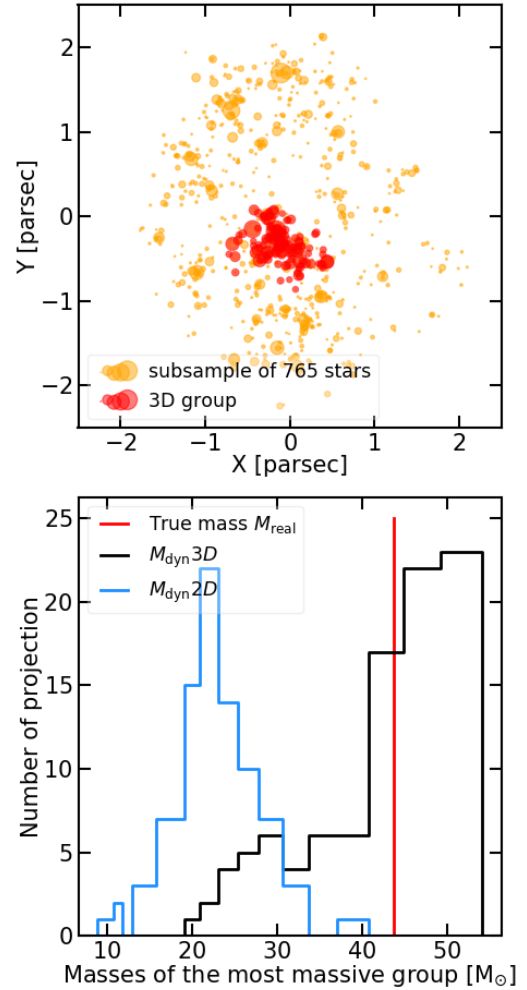 2
1
0
−1
−2
Y [parsec]
subsample of 765 stars
3D group
−2
−1
0
1
2
X [parsec]
25
20
15
10
5
0
Number of projection
True mass M_real
M_dyn3D
M_dyn2D
10
20
30
40
50
Masses of the most massive group [M_⊙]